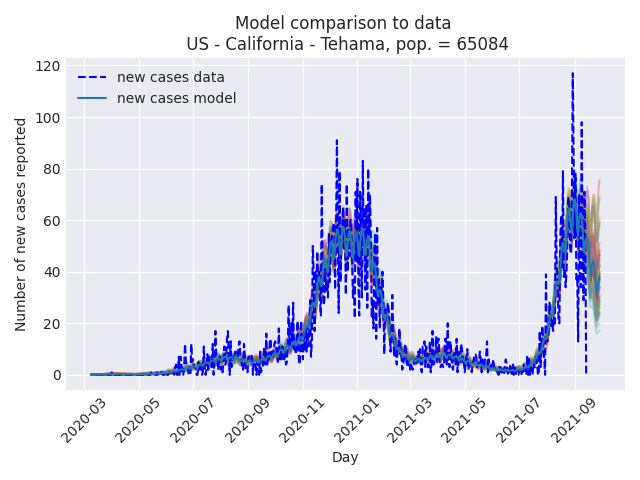 Model comparison to data
US - California - Tehama, pop. = 65084
new cases data
new cases model
Number of new cases reported
120
100
80
60
40
20
0
2020-03
2020-05
2020-07
2020-09
2020-11
2021-01
2021-03
2021-05
2021-07
2021-09
Day